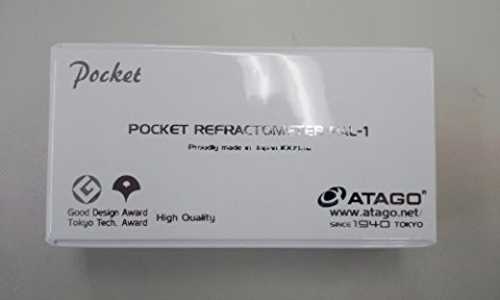 Pocket
POCKET REFRACTOMETER PAL-1
Proudly made in Japan
Good Design Award
Tokyo Tech. Award
High Quality
ATAGO®
www.atago.net/
SINCE 1940 TOKYO